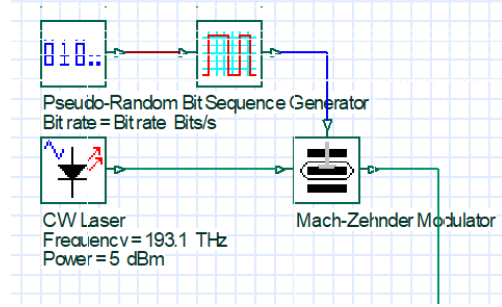 010..
Pseudo-Random Bit Sequence Generator
Bit rate = Bit rate Bits/s
CW Laser
Frequency = 193.1 THz
Power = 5 dBm
Mach-Zehnder Modulator